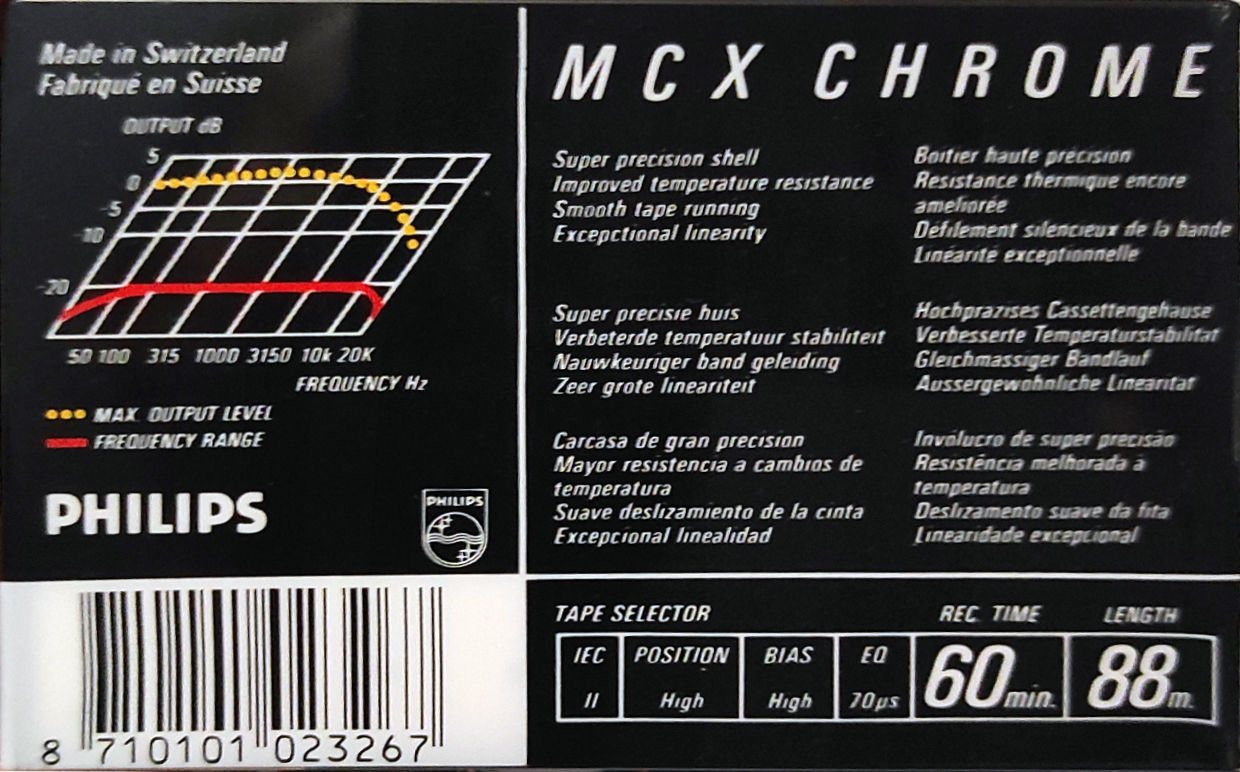 Made in Switzerland
Fabriqué en Suisse
OUTPUT dB
5
0
-5
-10
-20
50 100 315 1000 3150 10k 20K
FREQUENCY Hz
MAX. OUTPUT LEVEL
FREQUENCY RANGE
PHILIPS
PHILIPS
8 710101 023267
MCX CHROME
Super precision shell
Improved temperature resistance
Smooth tape running
Excepctional linearity
Boîtier haute précision
Resistance thermique encore
ameliorée
Défilement silencieux de la bande
Linéarité exceptionnelle
Super precisie huis
Verbeterde temperatuur stabiliteit
Nauwkeuriger band geleiding
Zeer grote lineariteit
Hochprazises Cassettengehause
Verbesserte Temperaturstabilitat
Gleichmassiger Bandlauf
Aussergewohnliche Linearitat
Carcasa de gran precision
Mayor resistencia a cambios de
temperatura
Suave deslizamiento de la cinta
Excepcional linealidad
Invólucro de super precisão
Resistência melhorada à
temperatura
Deslizamento suave da fita
Linearidade excepcional
TAPE SELECTOR REC. TIME LENGTH
IEC POSITION BIAS EQ 60 min. 88 m.
II High High 70µs